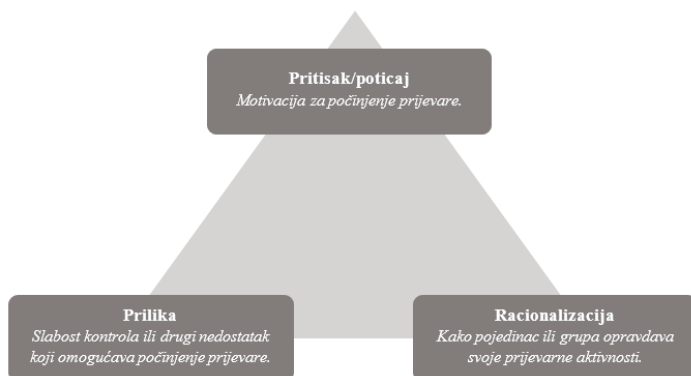 Pritisak/poticaj
Motivacija za počinjenje prijevare.
Prilika
Slabost kontrola ili drugi nedostatak
koji omogućava počinjenje prijevare.
Racionalizacija
Kako pojedinac ili grupa opravdava
svoje prijevarne aktivnosti.